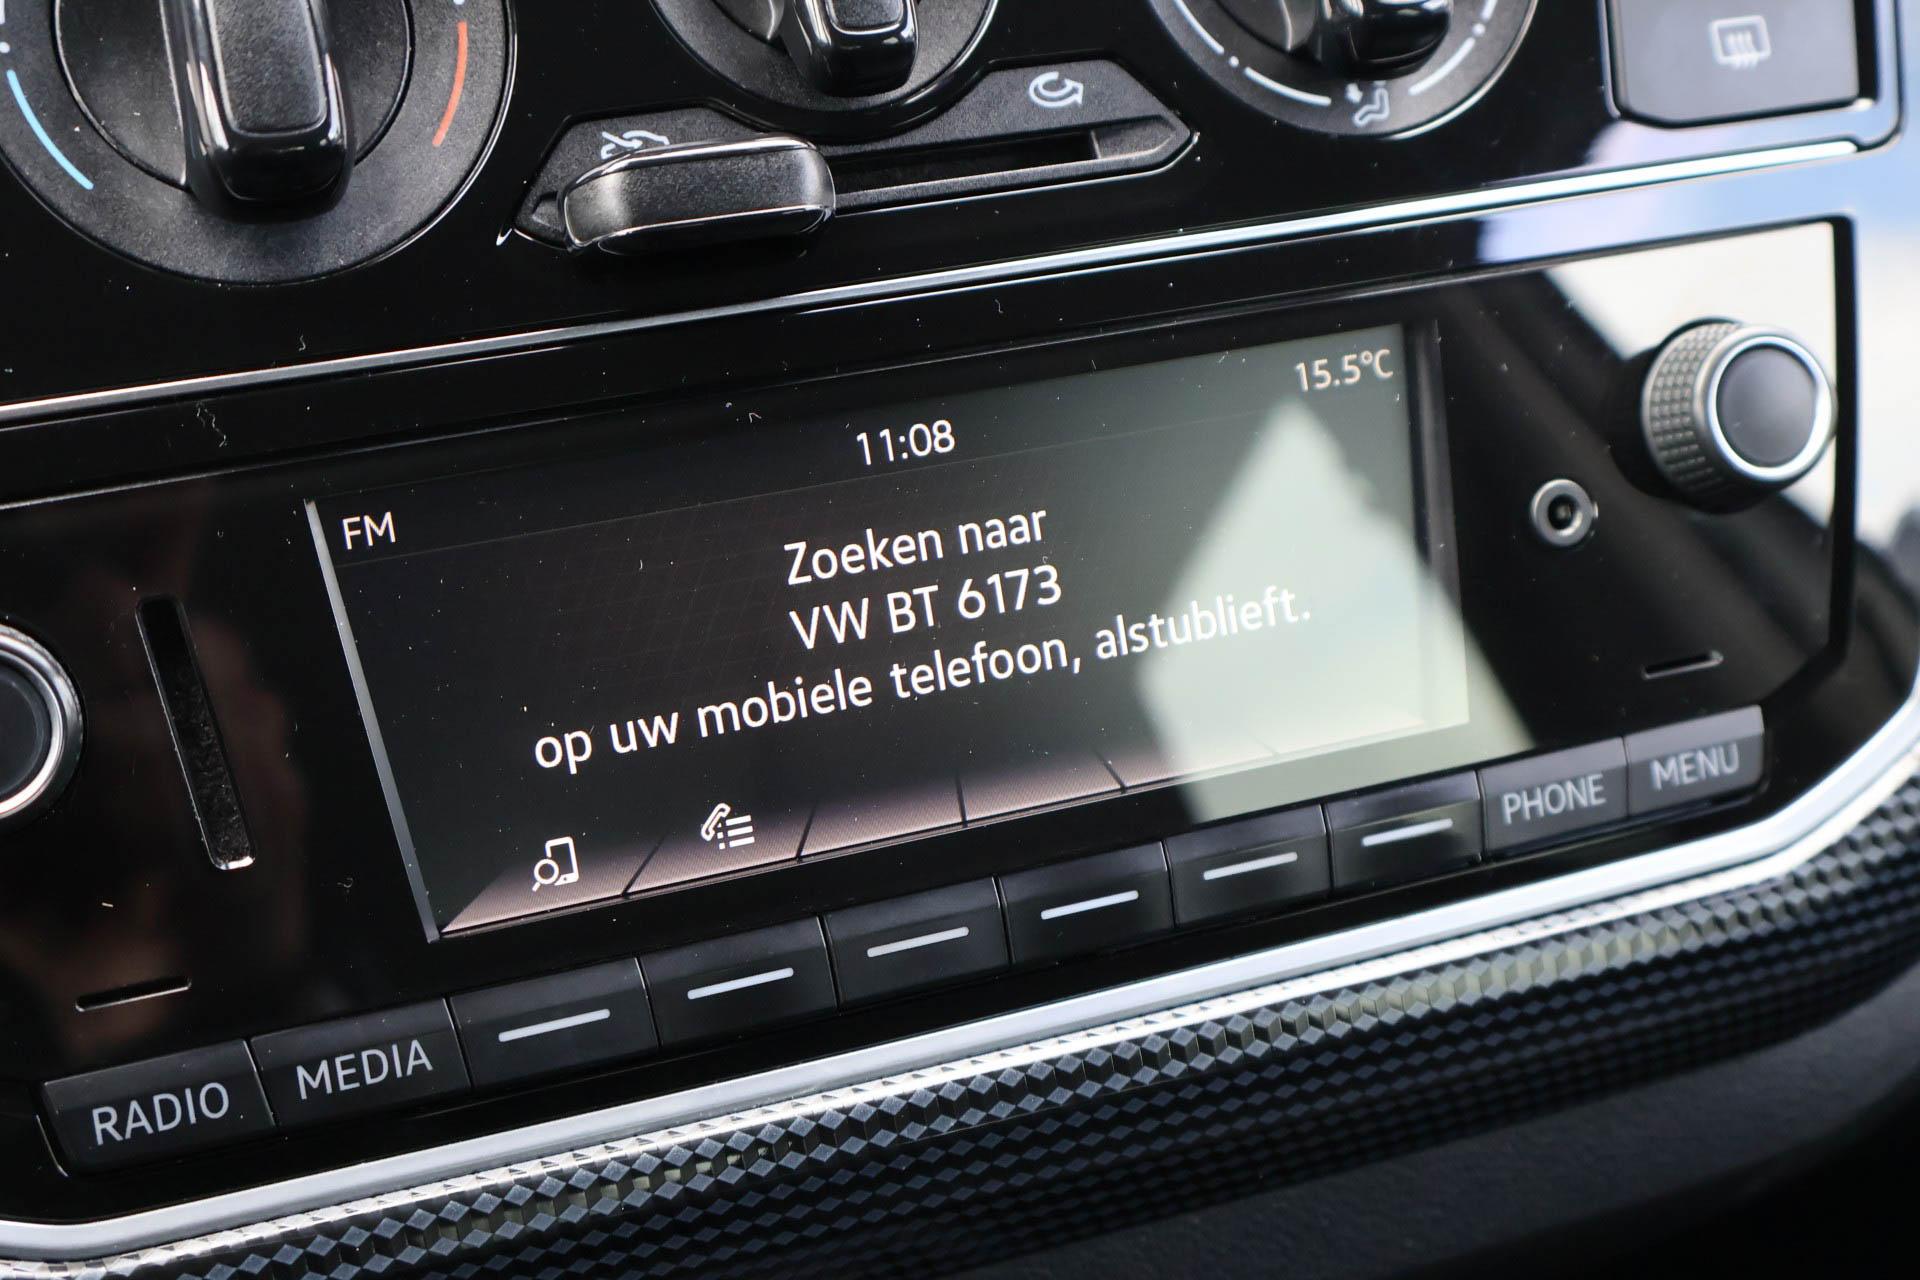 15.5°C
11:08
FM
Zoeken naar
VW BT 6173
op uw mobiele telefoon, alstublieft.
RADIO
MEDIA
PHONE
MENU